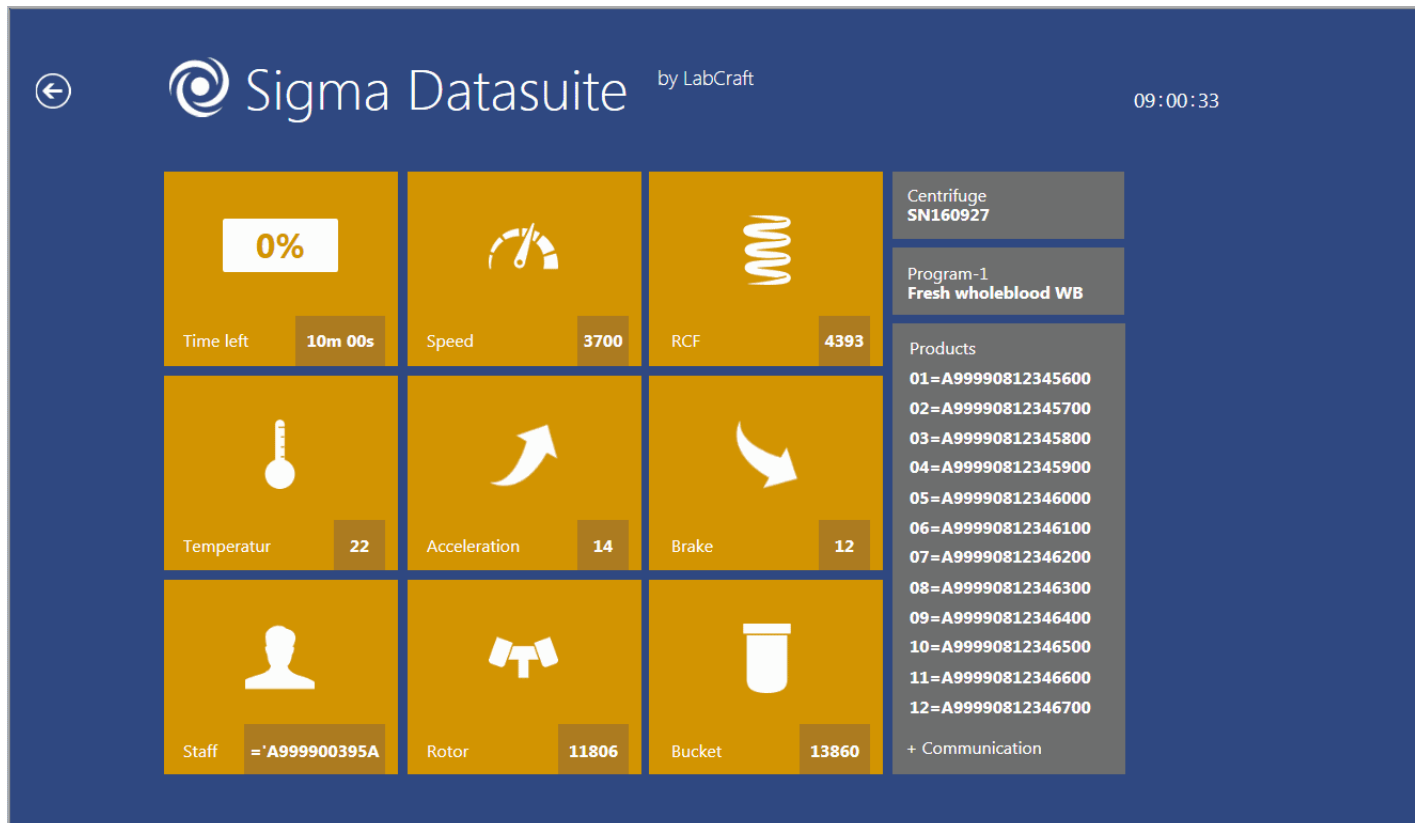 Sigma Datasuite by LabCraft
09:00:33
0%
Time left 10m 00s
Speed 3700
RCF 4393
Temperatur 22
Acceleration 14
Brake 12
Staff ='A999900395A
Rotor 11806
Bucket 13860
Centrifuge
SN160927
Program-1
Fresh wholeblood WB
Products
01=A99990812345600
02=A99990812345700
03=A99990812345800
04=A99990812345900
05=A99990812346000
06=A99990812346100
07=A99990812346200
08=A99990812346300
09=A99990812346400
10=A99990812346500
11=A99990812346600
12=A99990812346700
+ Communication